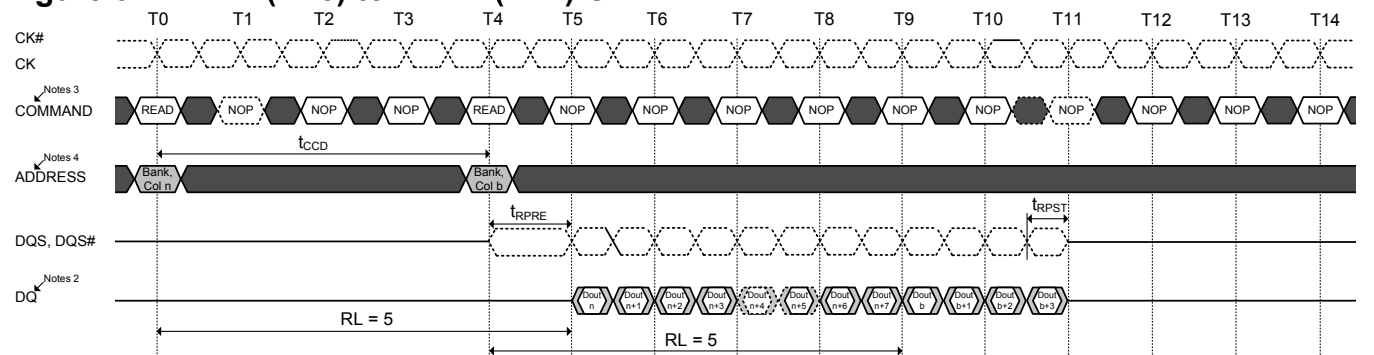 T0 T1 T2 T3 T4 T5 T6 T7 T8 T9 T10 T11 T12 T13 T14
CK#
CK
Notes 3
COMMAND READ NOP NOP NOP READ NOP NOP NOP NOP NOP NOP NOP NOP NOP NOP
tCCD
Notes 4
ADDRESS
Bank, Col n
Bank, Col b
tRPRE
tRPST
DQS, DQS#
Notes 2
DQ
Dout n
Dout n+1
Dout n+2
Dout n+3
Dout n+4
Dout n+5
Dout n+6
Dout n+7
Dout b
Dout b+1
Dout b+2
Dout b+3
RL = 5
RL = 5